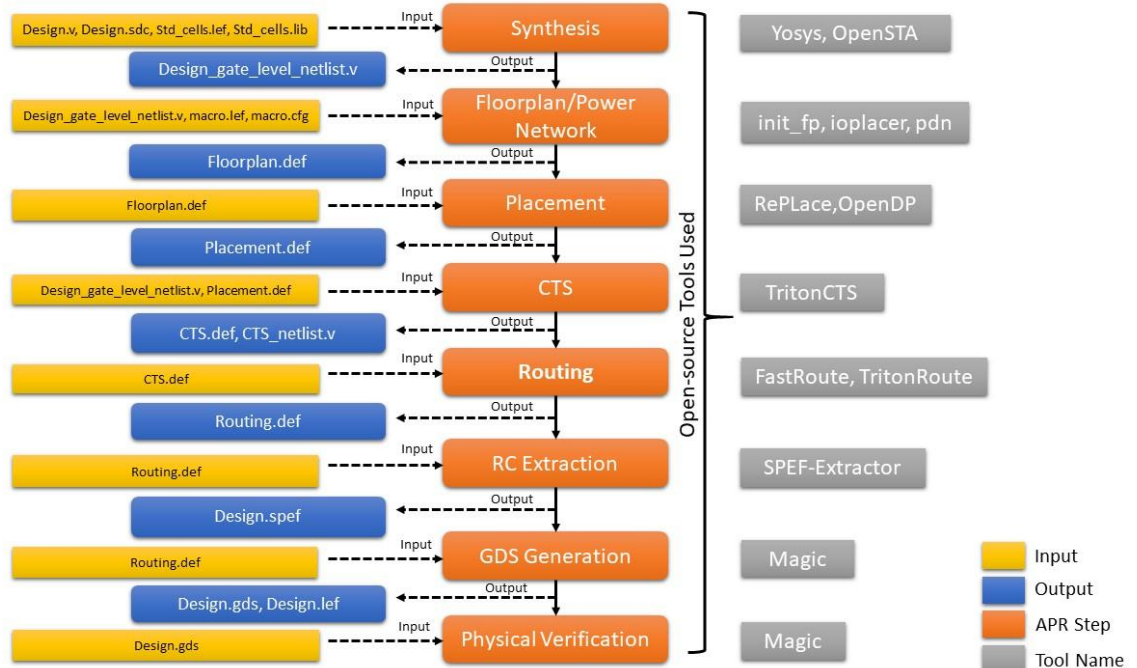 Design.v, Design.sdc, Std_cells.lef, Std_cells.lib
Input
Synthesis
Yosys, OpenSTA
Output
Design_gate_level_netlist.v
Design_gate_level_netlist.v, macro.lef, macro.cfg
Input
Floorplan/Power
Network
init_fp, ioplacer, pdn
Output
Floorplan.def
Floorplan.def
Input
Placement
RePLace,OpenDP
Output
Placement.def
Design_gate_level_netlist.v, Placement.def
Input
CTS
TritonCTS
Output
CTS.def, CTS_netlist.v
CTS.def
Input
Routing
FastRoute, TritonRoute
Output
Routing.def
Routing.def
Input
RC Extraction
SPEF-Extractor
Output
Design.spef
Routing.def
Input
GDS Generation
Magic
Output
Design.gds, Design.lef
Design.gds
Input
Physical Verification
Magic
Open-source Tools Used
Input
Output
APR Step
Tool Name